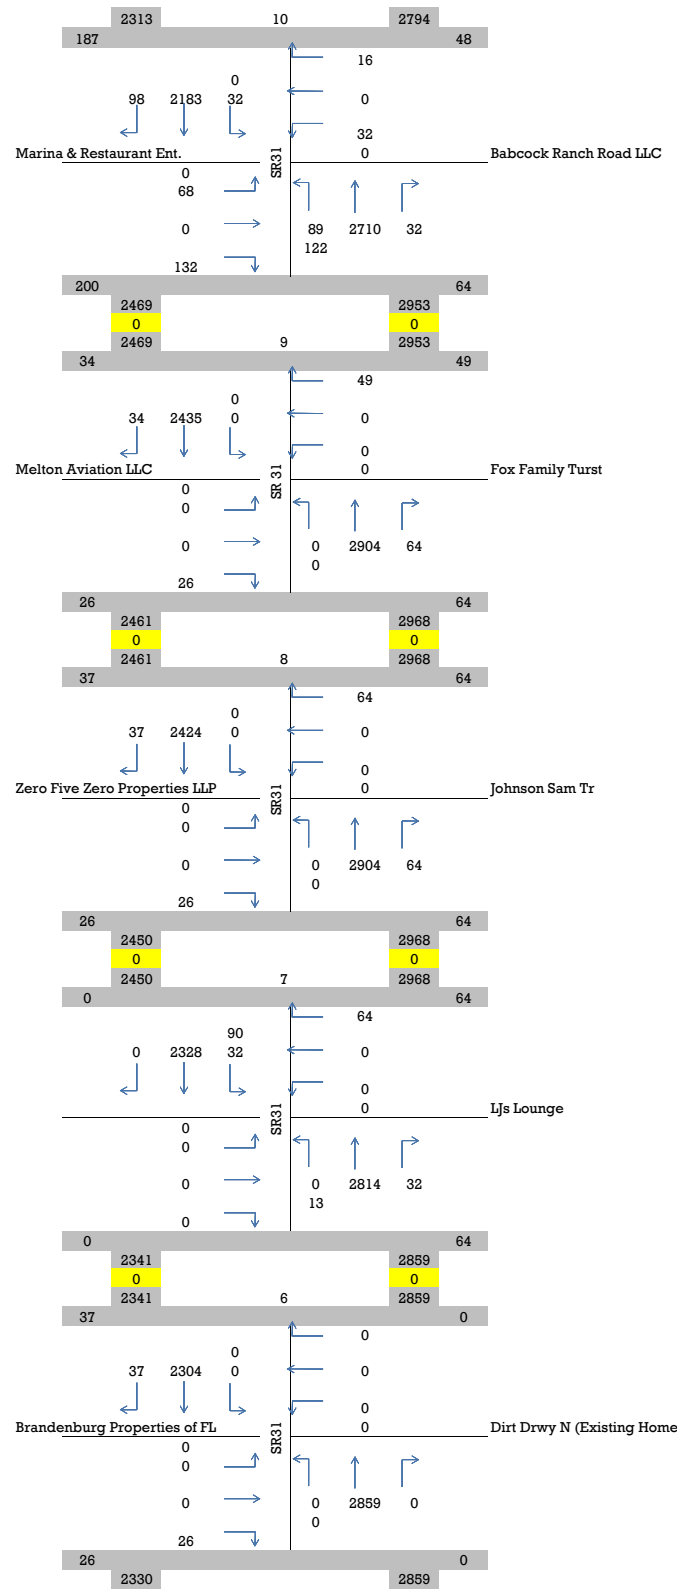 2313 10 2794
187 48
16
0
98 2183 32 0
32
Marina & Restaurant Ent. SR31 0 Babcock Ranch Road LLC
0
68
0 89 2710 32
122
132
200 64
2469 2953
0 0
2469 9 2953
34 49
49
0
34 2435 0 0
0
Melton Aviation LLC SR 31 0 Fox Family Turst
0
0
0 0 2904 64
0
26
26 64
2461 2968
0 0
2461 8 2968
37 64
64
0
37 2424 0 0
0
Zero Five Zero Properties LLP SR31 0 Johnson Sam Tr
0
0
0 0 2904 64
0
26
26 64
2450 2968
0 0
2450 7 2968
0 64
64
90
0 2328 32 0
0
SR31 0 LJs Lounge
0
0
0 0 2814 32
13
0
0 64
2341 2859
0 0
2341 6 2859
37 0
0
0
37 2304 0 0
0
Brandenburg Properties of FL SR31 0 Dirt Drwy N (Existing Home
0
0
0 0 2859 0
0
26
26 0
2330 2859